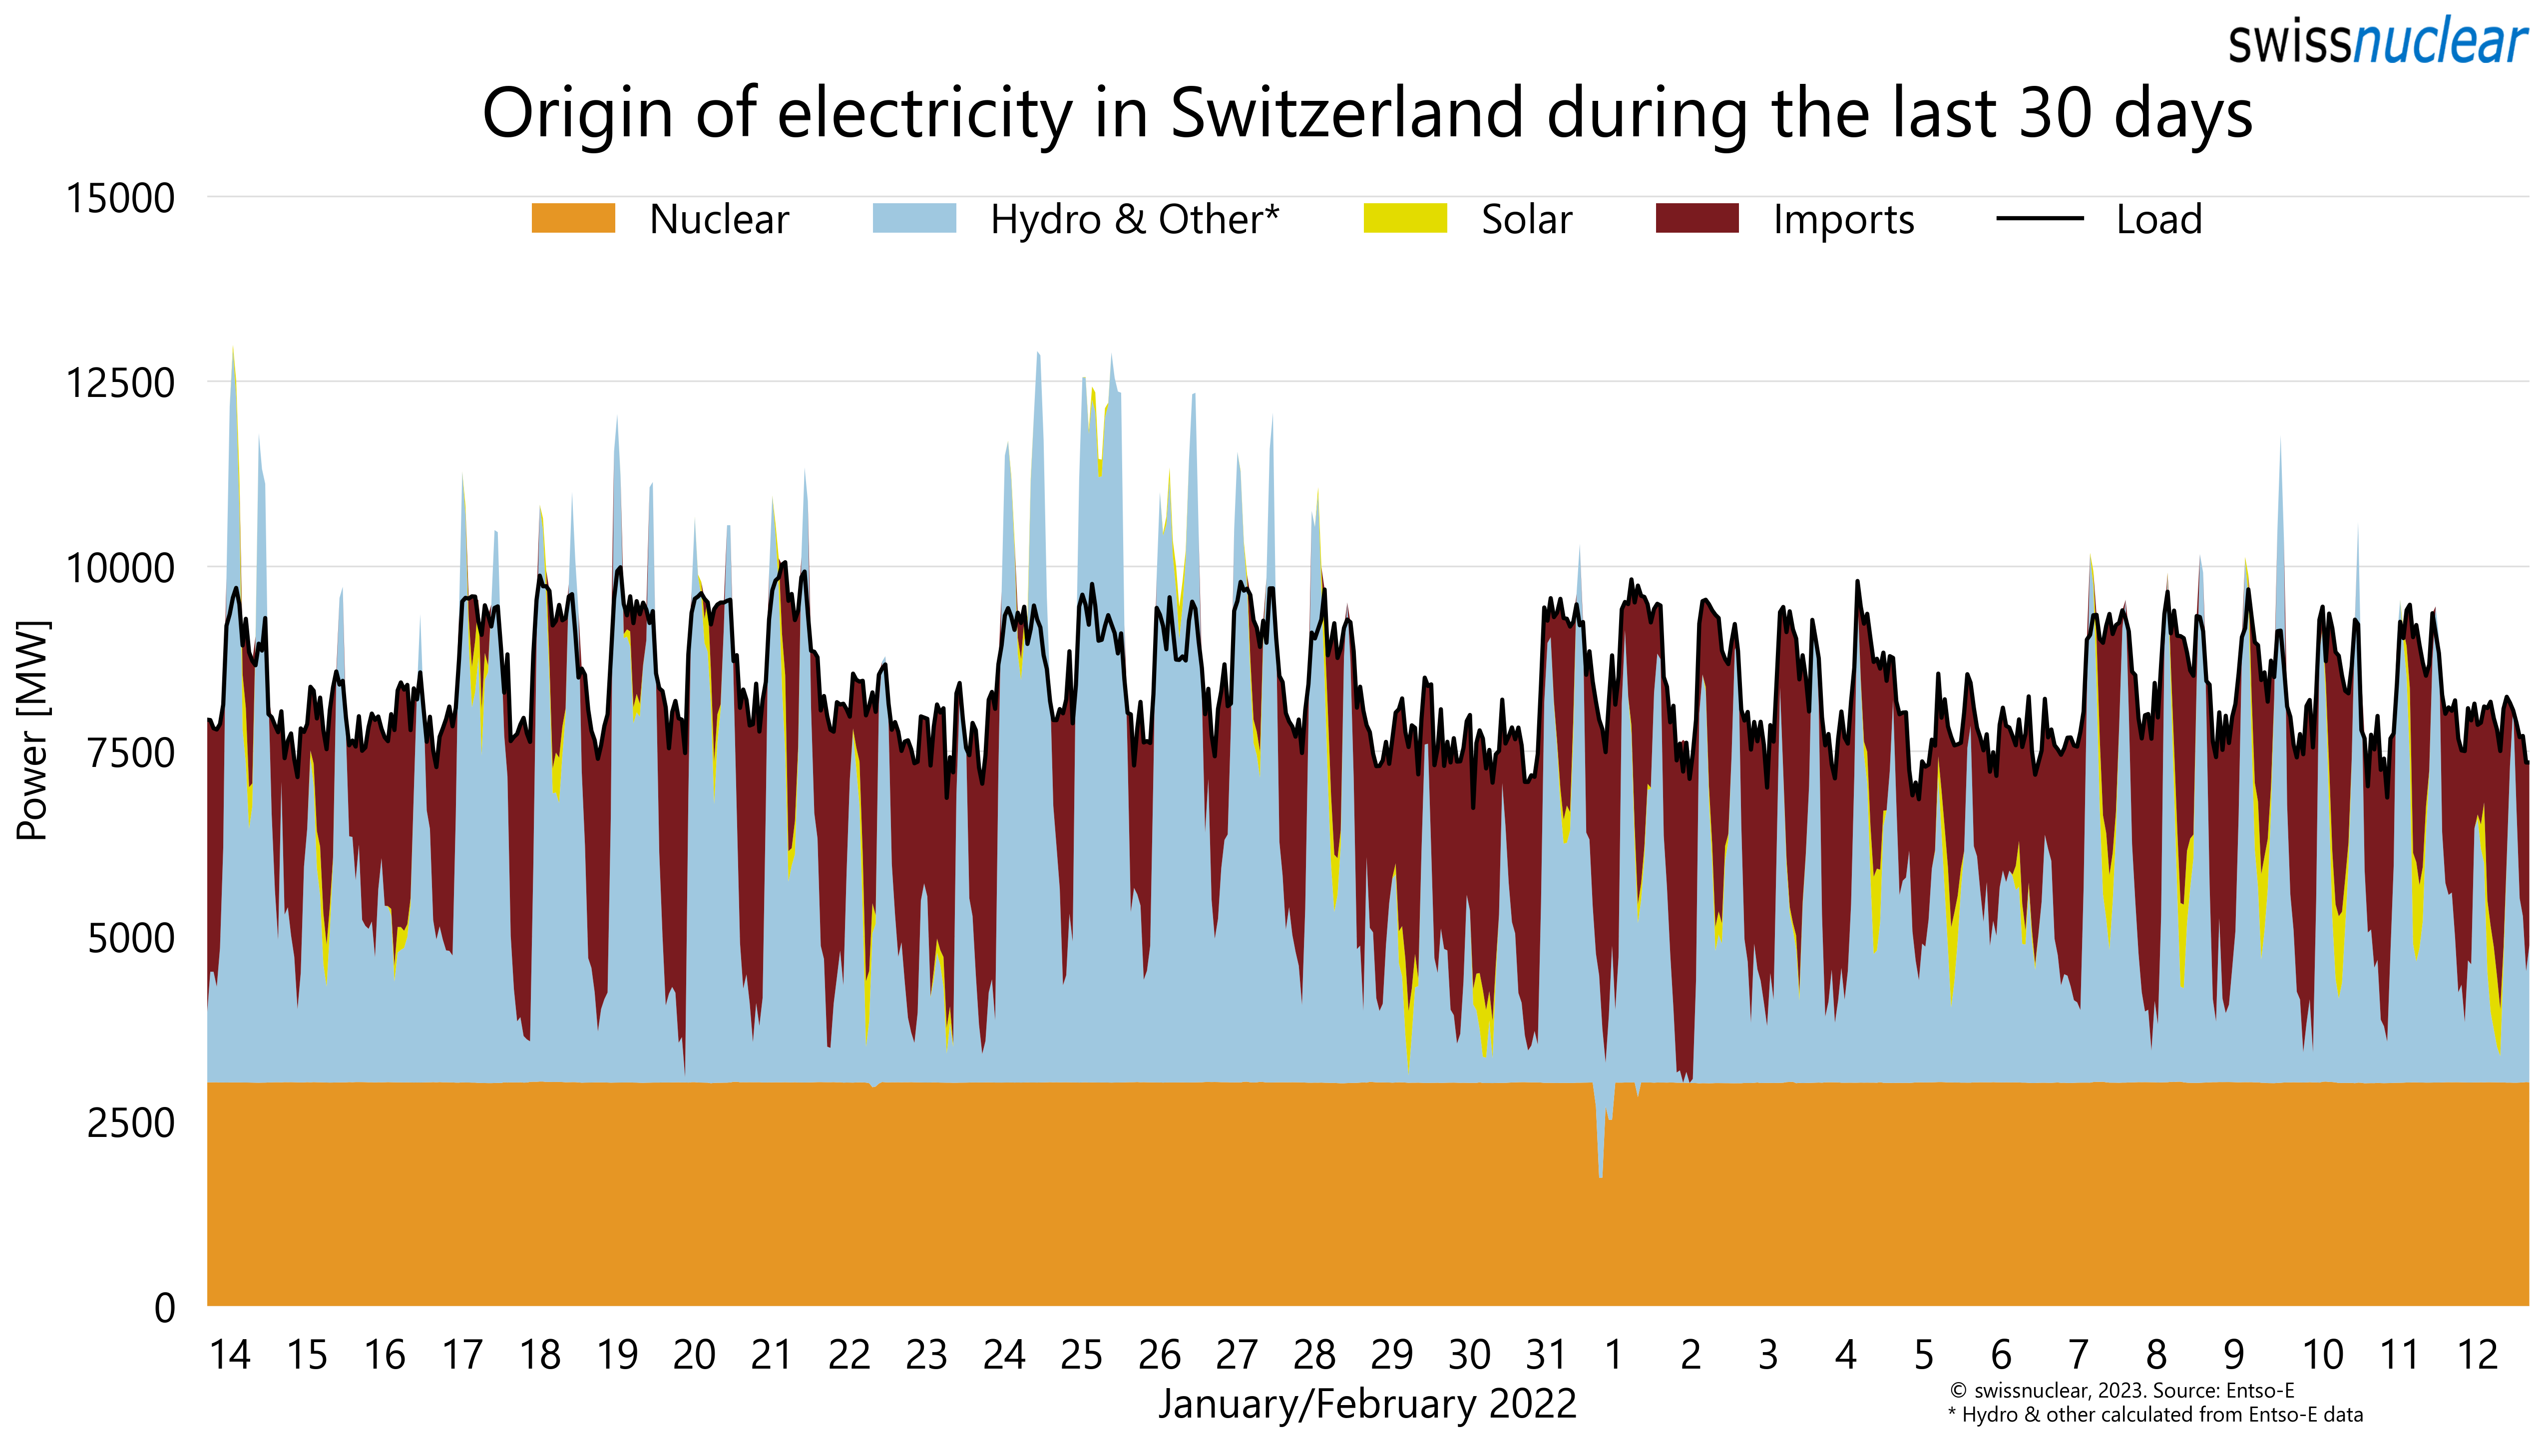 swissnuclear
Origin of electricity in Switzerland during the last 30 days
15000
Nuclear Hydro & Other* Solar Imports Load
12500
10000
7500
5000
2500
0
Power [MW]
14 15 16 17 18 19 20 21 22 23 24 25 26 27 28 29 30 31 1 2 3 4 5 6 7 8 9 10 11 12
January/February 2022
© swissnuclear, 2023. Source: Entso-E
* Hydro & other calculated from Entso-E data